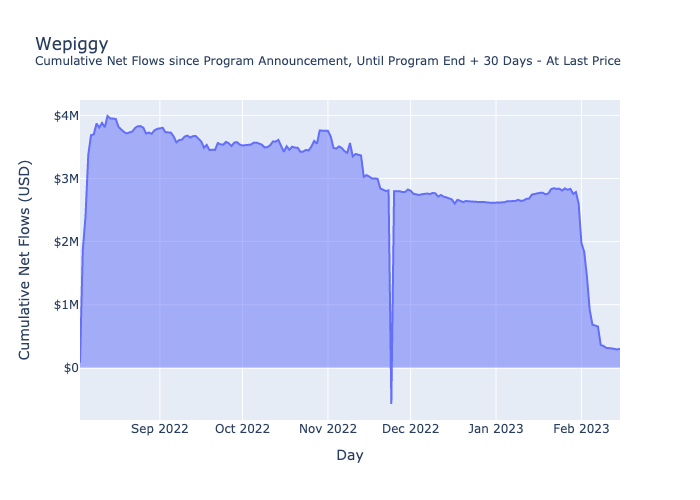 Wepiggy
Cumulative Net Flows since Program Announcement, Until Program End + 30 Days - At Last Price
Cumulative Net Flows (USD)
$4M
$3M
$2M
$1M
$0
Sep 2022 Oct 2022 Nov 2022 Dec 2022 Jan 2023 Feb 2023
Day